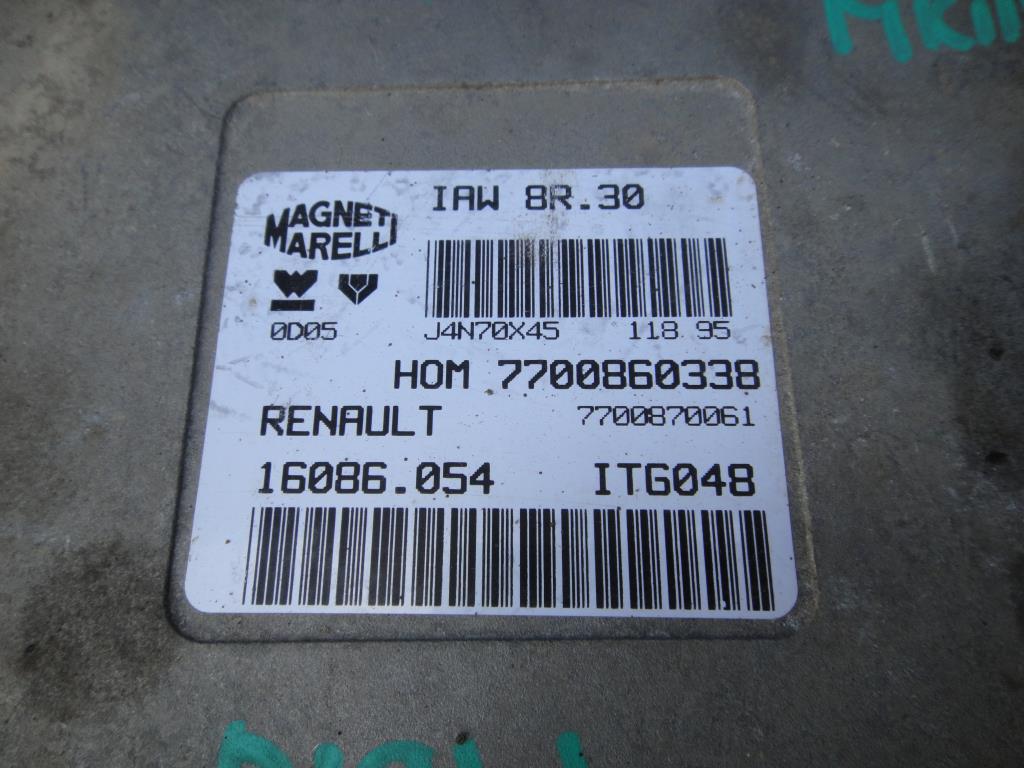 IAW 8R.30
MAGNETI
MARELLI
0D05 J4N70X45 118 95
HOM 7700860338
RENAULT 7700870061
16086.054 ITG048